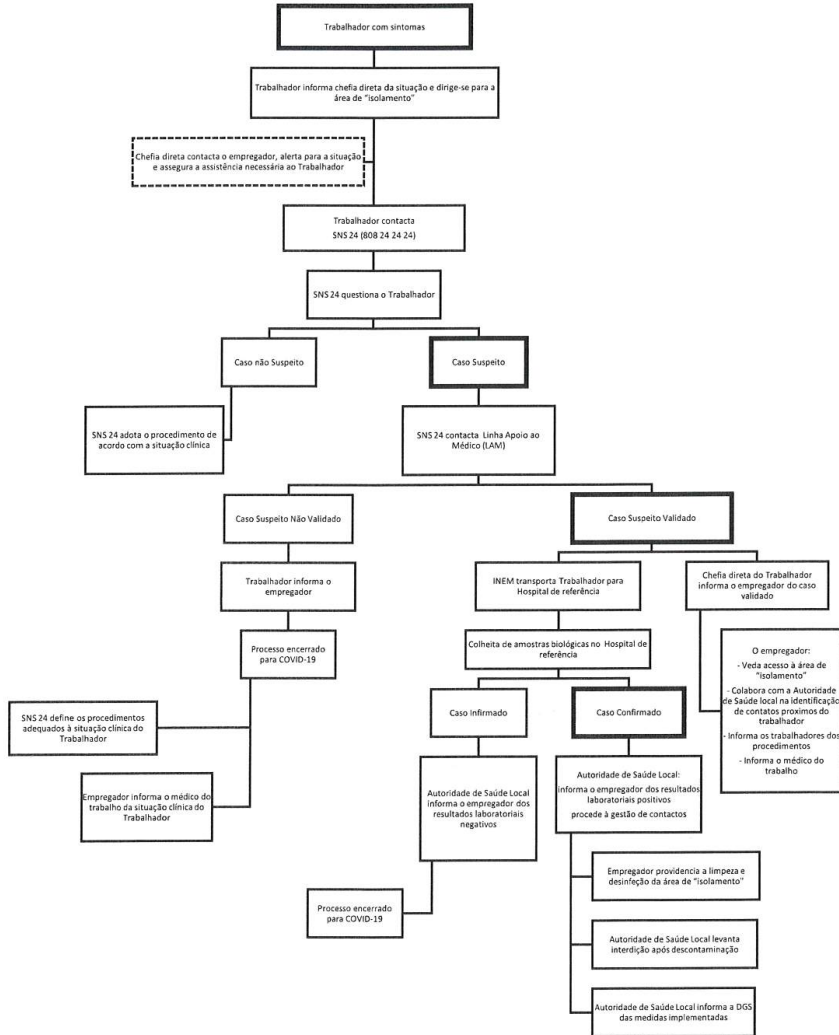 Trabalhador com sintomas
Trabalhador informa chefia direta da situação e dirige-se para a
área de “isolamento”
Chefia direta contacta o empregador, alerta para a situação
e assegura a assistência necessária ao Trabalhador
Trabalhador contacta
SNS 24 (808 24 24 24)
SNS 24 questiona o Trabalhador
Caso não Suspeito
Caso Suspeito
SNS 24 adota o procedimento de
acordo com a situação clínica
SNS 24 contacta Linha Apoio ao
Médico (LAM)
Caso Suspeito Não Validado
Caso Suspeito Validado
Trabalhador informa o
empregador
INEM transporta Trabalhador para
Hospital de referência
Chefia direta do Trabalhador
informa o empregador do caso
validado
Processo encerrado
para COVID-19
Colheita de amostras biológicas no Hospital de
referência
O empregador:
- Veda acesso à área de
“isolamento”
- Colabora com a Autoridade
de Saúde local na identificação
de contatos proximos do
trabalhador
- Informa os trabalhadores dos
procedimentos
- Informa o médico do
trabalho
SNS 24 define os procedimentos
adequados à situação clínica do
Trabalhador
Caso Infirmado
Caso Confirmado
Empregador informa o médico do
trabalho da situação clínica do
Trabalhador
Autoridade de Saúde Local
informa o empregador dos
resultados laboratoriais
negativos
Autoridade de Saúde Local:
informa o empregador dos resultados
laboratoriais positivos
procede à gestão de contactos
Processo encerrado
para COVID-19
Empregador providencia a limpeza e
desinfeção da área de “isolamento”
Autoridade de Saúde Local levanta
interdição após descontaminação
Autoridade de Saúde Local informa a DGS
das medidas implementadas